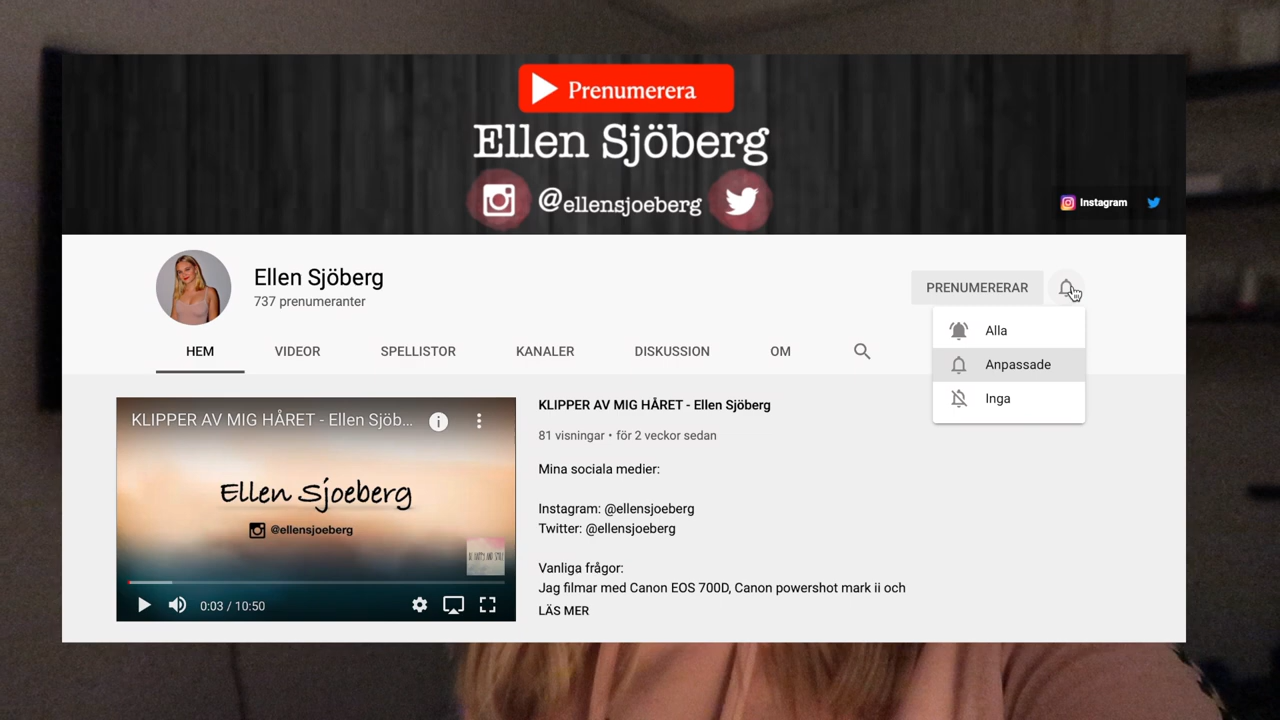 Prenumerera
Ellen Sjöberg
@ellensjoeberg
Instagram
Ellen Sjöberg
737 prenumeranter
PRENUMERERAR
Alla
Anpassade
Inga
HEM
VIDEOR
SPELLISTOR
KANALER
DISKUSSION
OM
KLIPPER AV MIG HÅRET - Ellen Sjöb...
Ellen Sjoeberg
@ellensjoeberg
0:03 / 10:50
KLIPPER AV MIG HÅRET - Ellen Sjöberg
81 visningar • för 2 veckor sedan
Mina sociala medier:
Instagram: @ellensjoeberg
Twitter: @ellensjoeberg
Vanliga frågor:
Jag filmar med Canon EOS 700D, Canon powershot mark ii och
LÄS MER